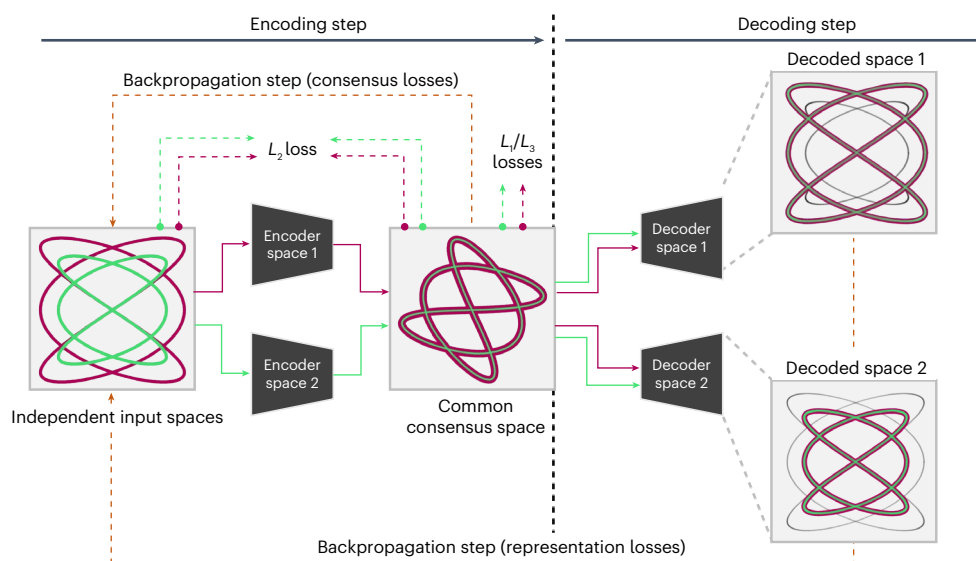 Encoding step
Decoding step
Backpropagation step (consensus losses)
Decoded space 1
L₂ loss
L₁/L₃
losses
Encoder
space 1
Decoder
space 1
Encoder
space 2
Decoder
space 2
Decoded space 2
Independent input spaces
Common
consensus space
Backpropagation step (representation losses)